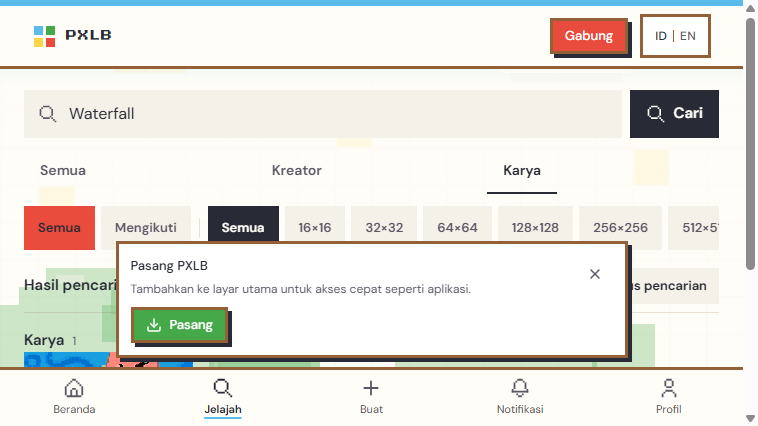 PXLB
Gabung
ID | EN
Waterfall
Cari
Semua
Kreator
Karya
Semua
Mengikuti
Semua
16×16
32×32
64×64
128×128
256×256
Pasang PXLB
Tambahkan ke layar utama untuk akses cepat seperti aplikasi.
Hasil
pencarian
Pasang
Karya 1
Beranda
Jelajah
Buat
Notifikasi
Profil